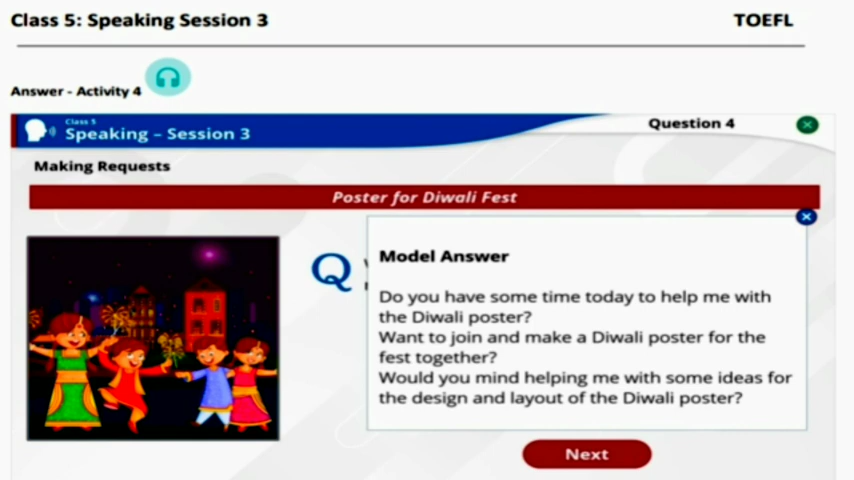 Class 5: Speaking Session 3
TOEFL
Answer - Activity 4
Class 5
Speaking – Session 3
Question 4
Making Requests
Poster for Diwali Fest
Q
Model Answer
Do you have some time today to help me with
the Diwali poster?
Want to join and make a Diwali poster for the
fest together?
Would you mind helping me with some ideas for
the design and layout of the Diwali poster?
Next